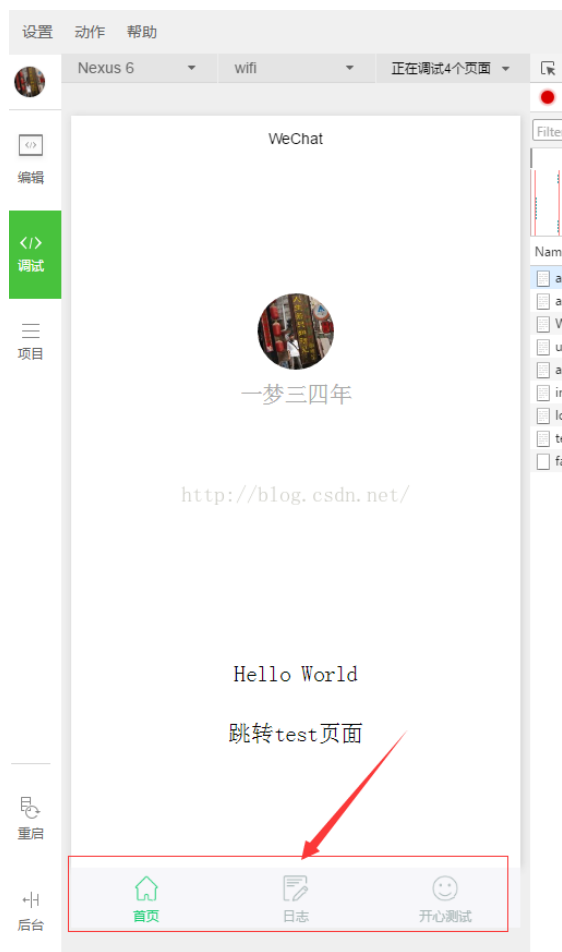 设置 动作 帮助
Nexus 6 wifi 正在调试4个页面
Filte
WeChat
编辑
</>
调试
Nam
项目
一梦三四年
http://blog.csdn.net/
Hello World
跳转test页面
重启
首页 日志 开心测试
后台